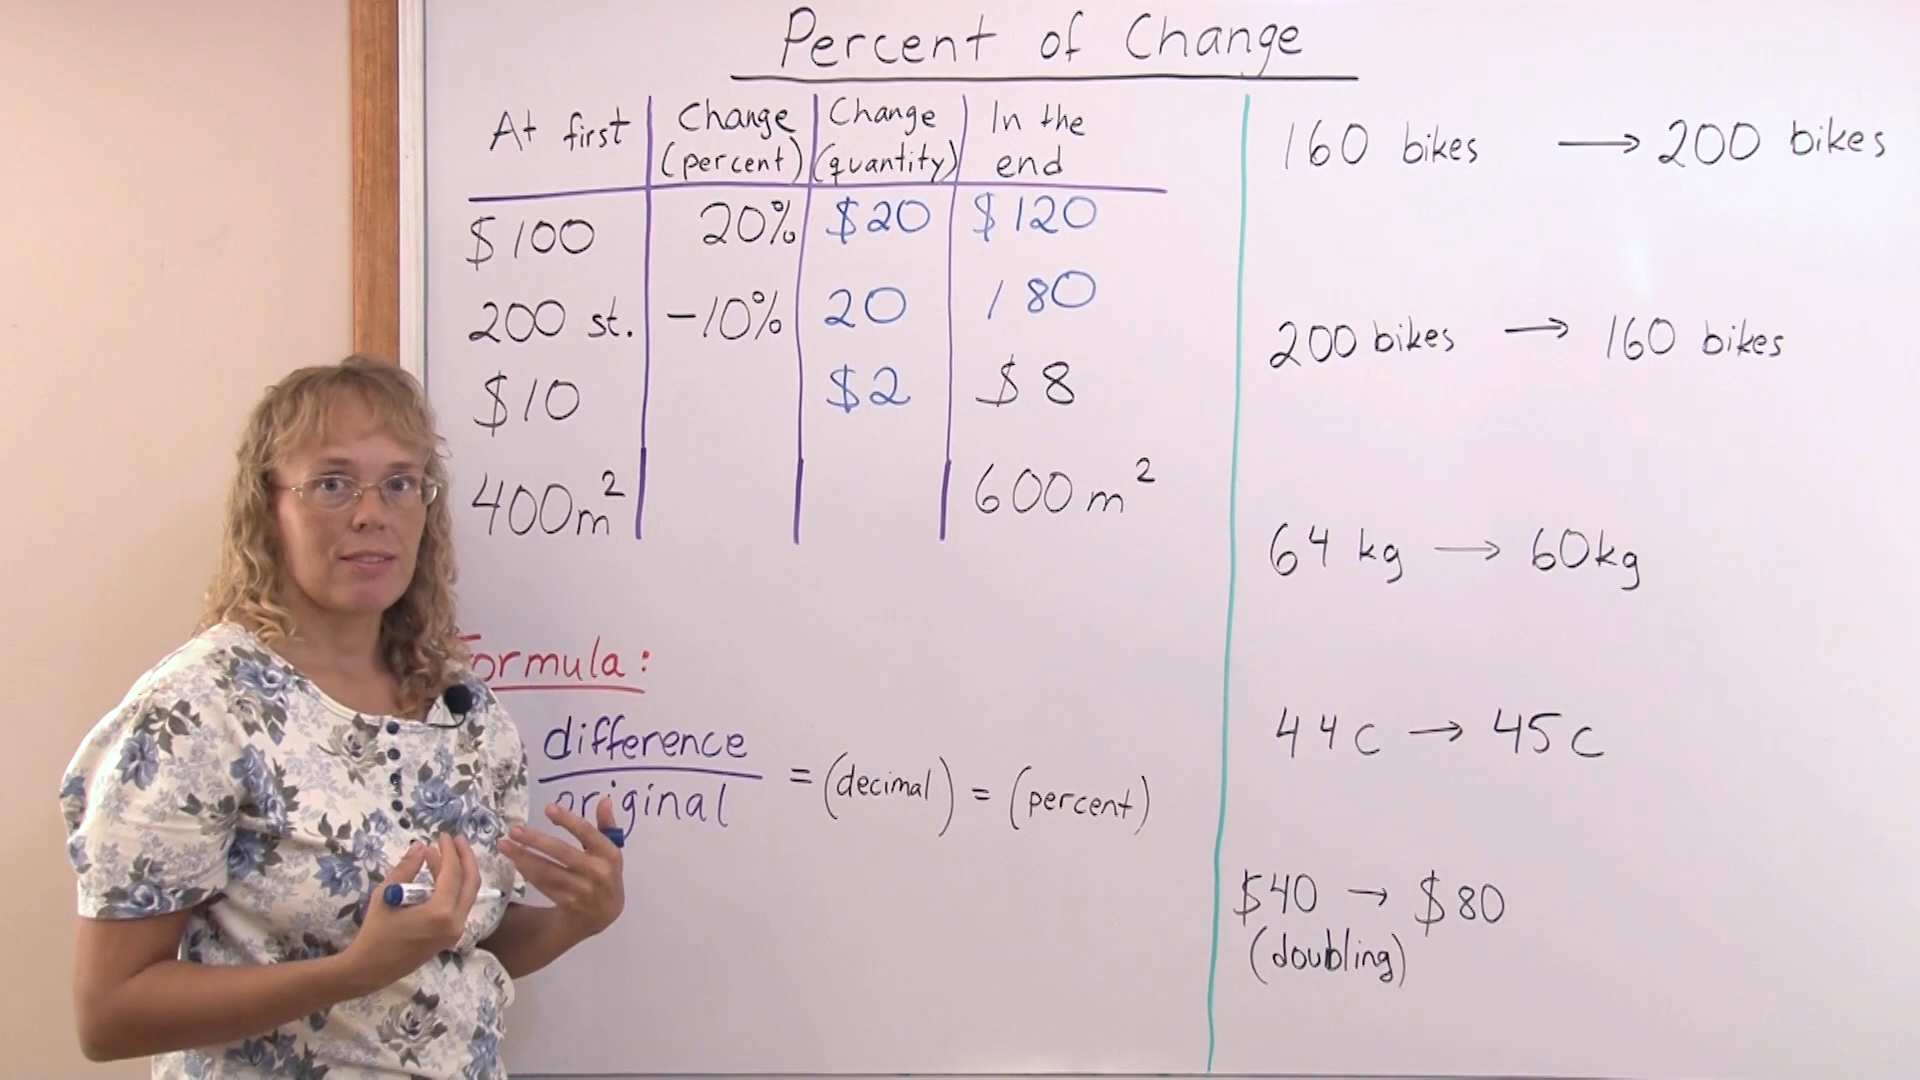 Percent of Change
At first Change (percent) Change (quantity) In the end
$100 20% $20 $120
200 st. -10% 20 180
$10 $2 $8
400m² 600m²
Formula:
difference
original
= (decimal) = (percent)
160 bikes → 200 bikes
200 bikes → 160 bikes
64 kg → 60kg
44c → 45c
$40 → $80
(doubling)